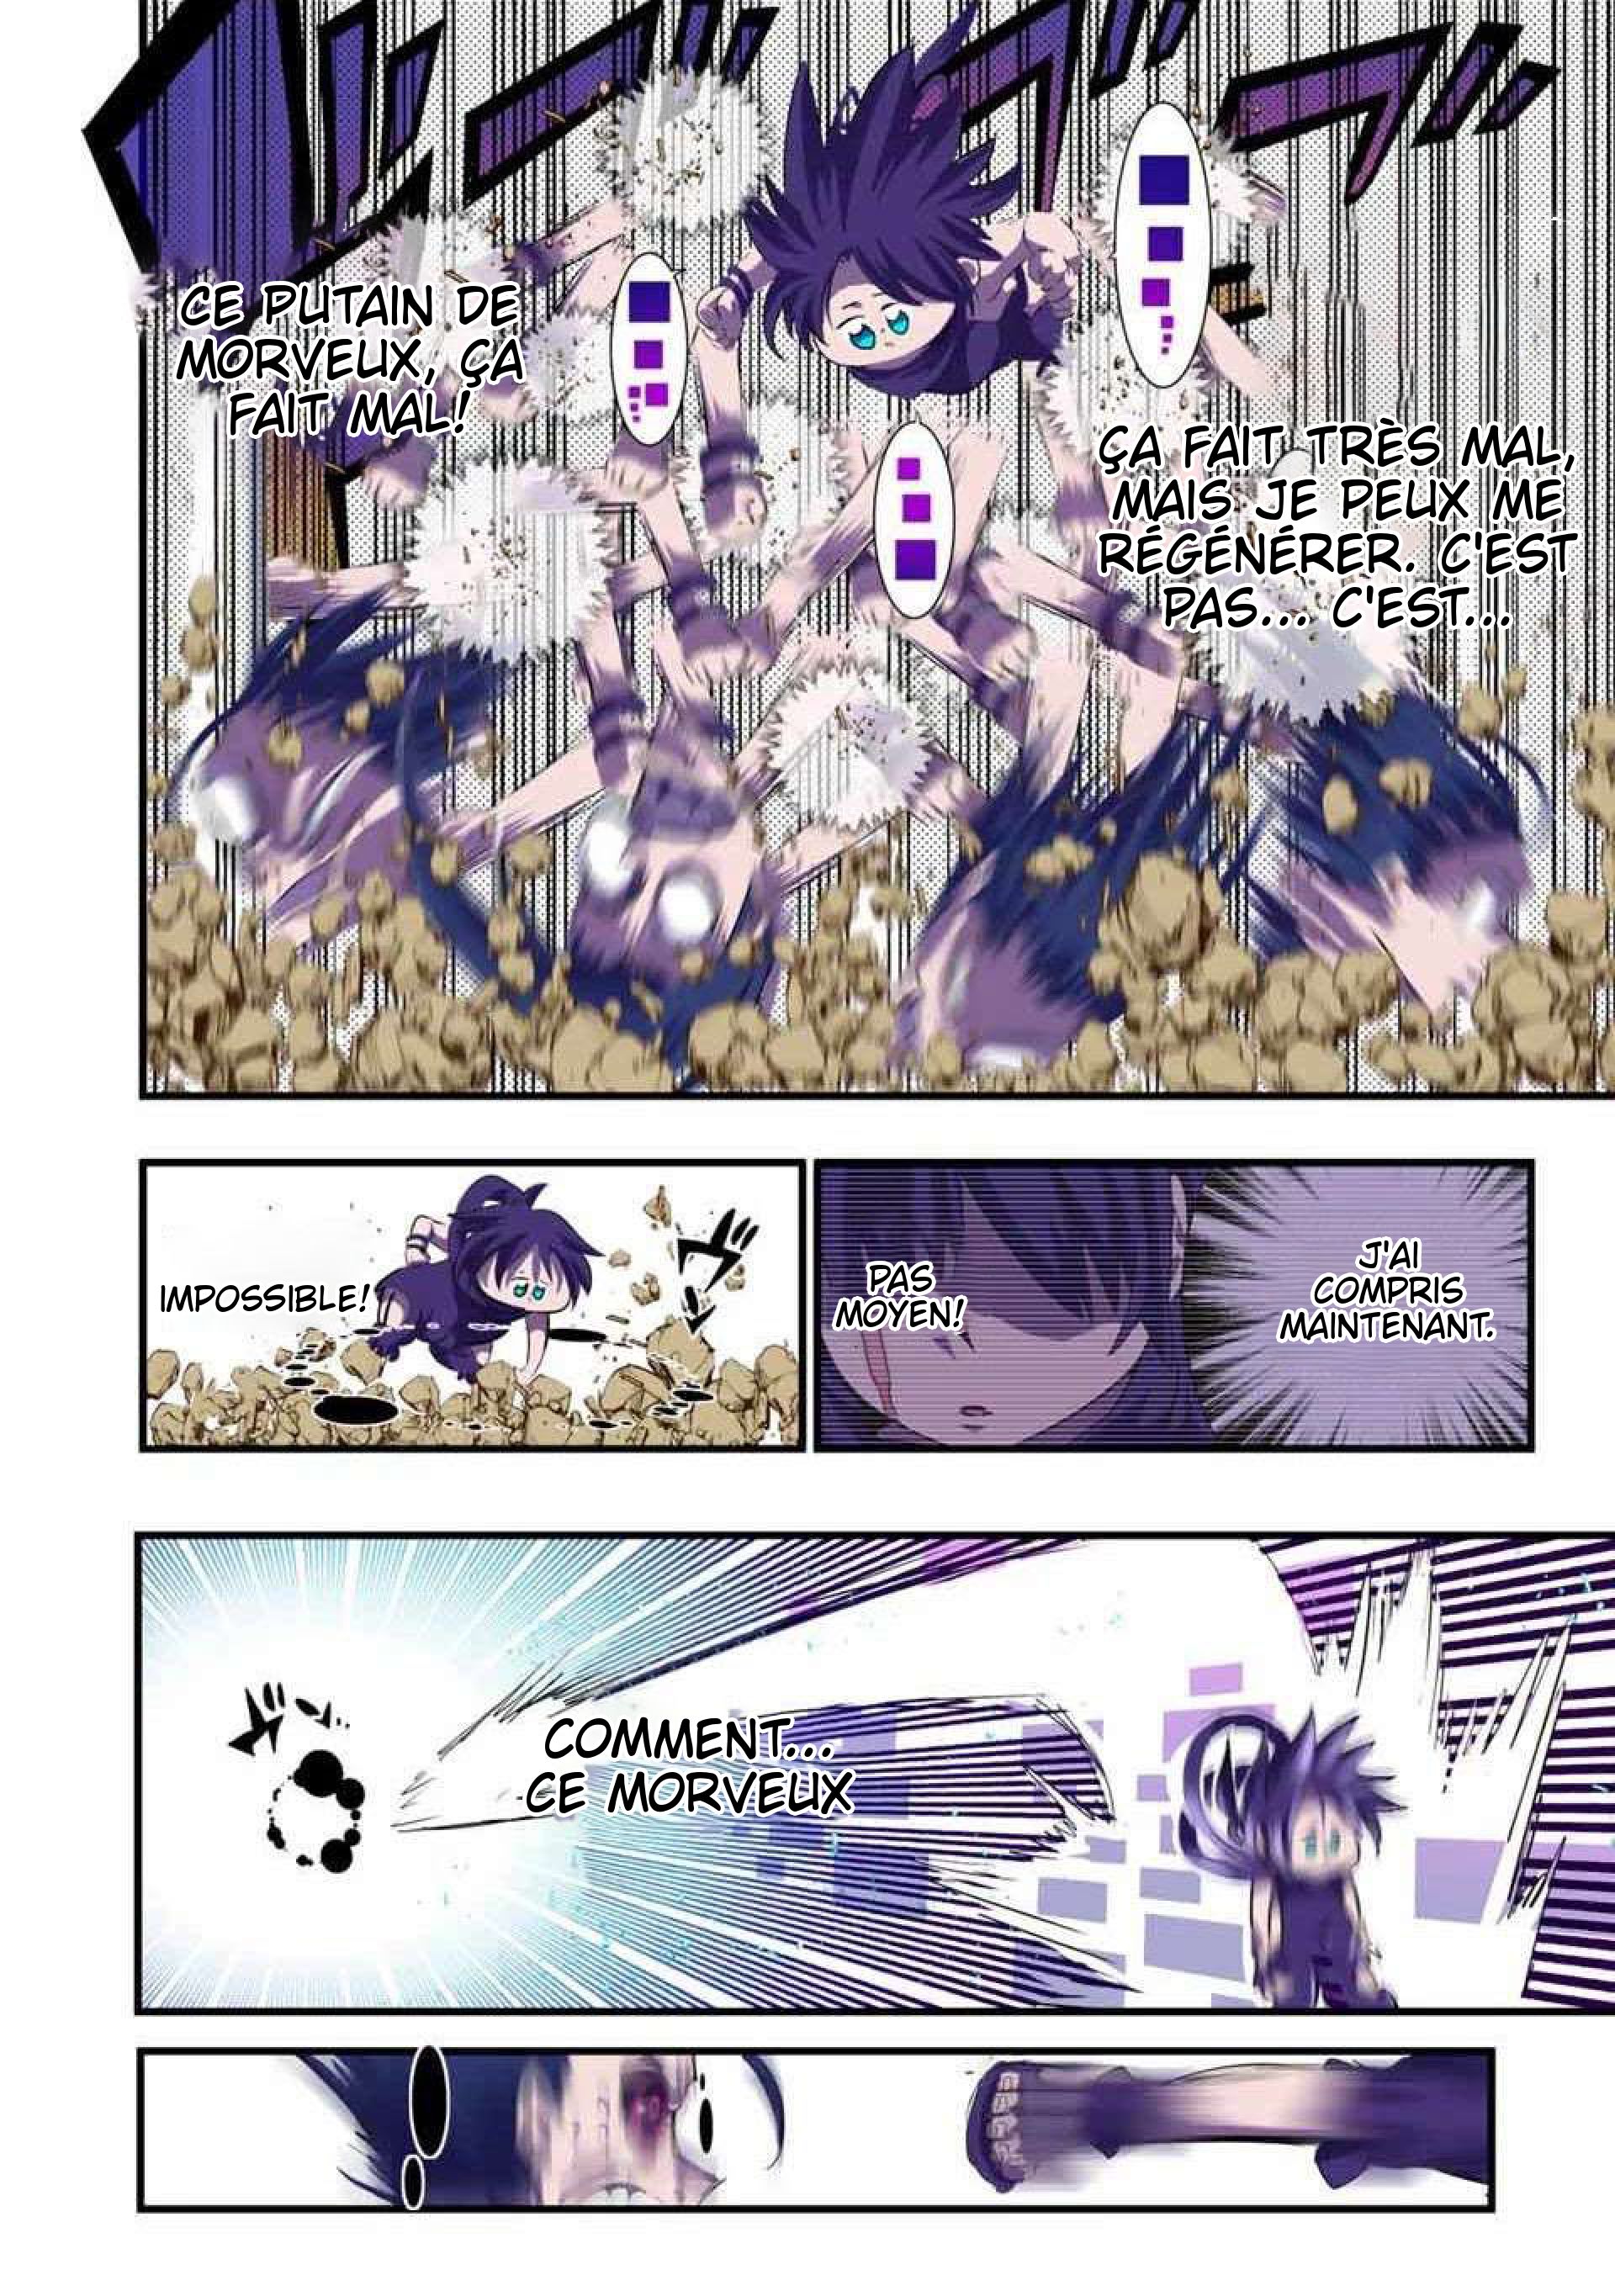 ÇA FAIT TRÈS MAL,
MAIS JE PEUX ME
RÉGÉNÉRER. C'EST
PAS... C'EST...
CE PUTAIN DE
MORVEUX, ÇA
FAIT MAL!
J'AI
COMPRIS
MAINTENANT.
PAS
MOYEN!
IMPOSSIBLE!
COMMENT...
CE MORVEUX